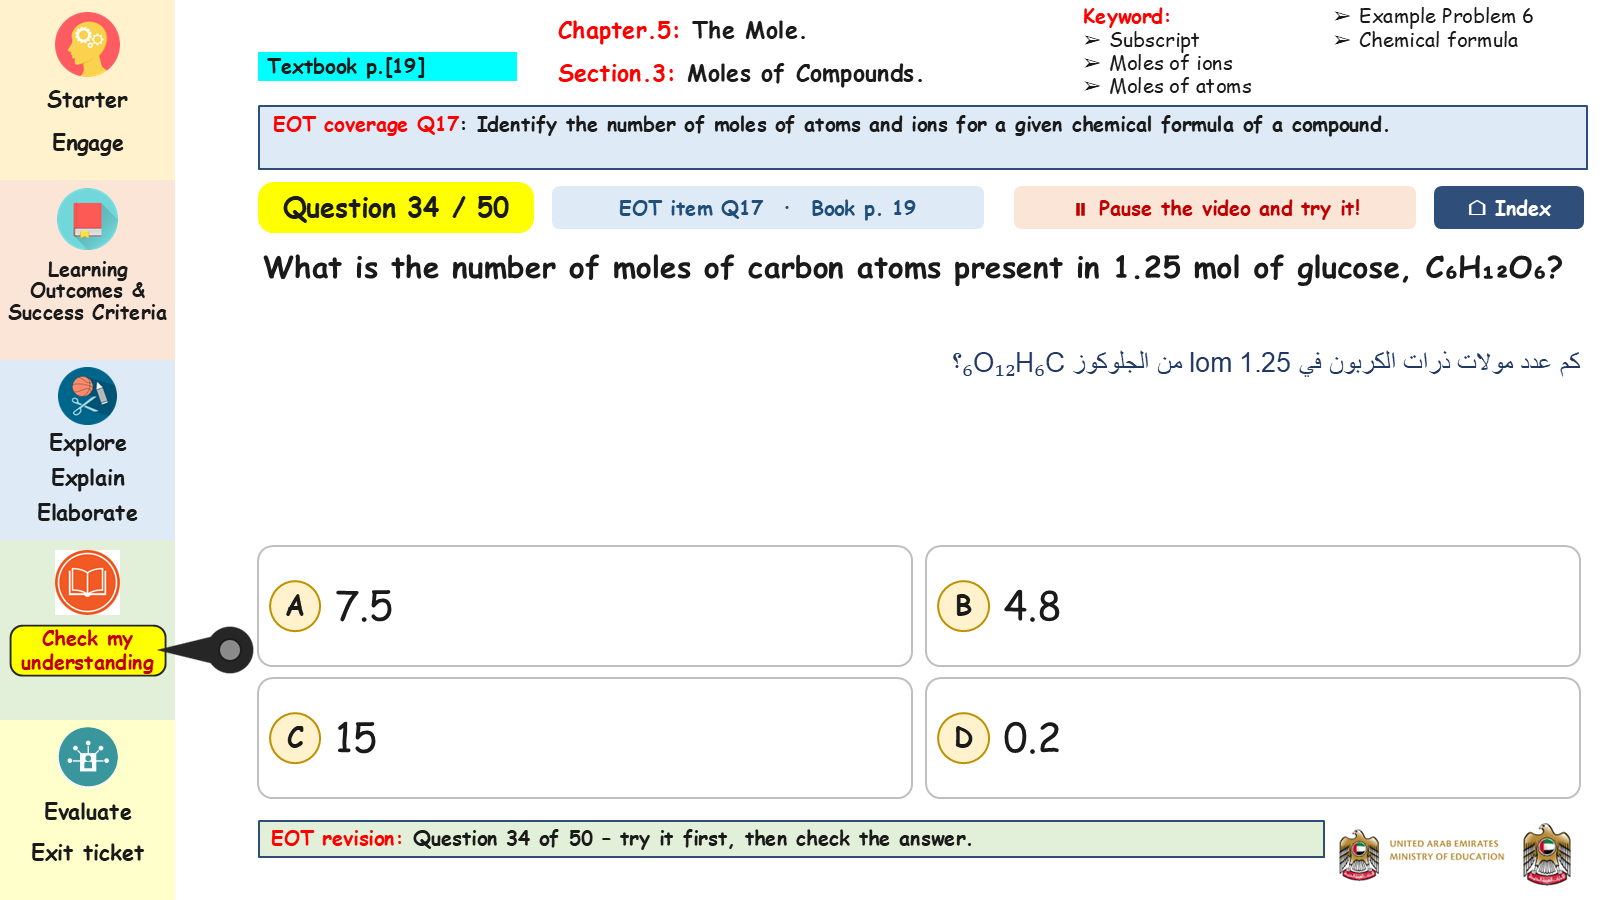 Starter
Engage
Learning
Outcomes &
Success Criteria
Explore
Explain
Elaborate
Check my
understanding
Evaluate
Exit ticket
Textbook p.[19]
Chapter.5: The Mole.
Section.3: Moles of Compounds.
Keyword:
➢ Subscript
➢ Moles of ions
➢ Moles of atoms
➢ Example Problem 6
➢ Chemical formula
EOT coverage Q17: Identify the number of moles of atoms and ions for a given chemical formula of a compound.
Question 34 / 50
EOT item Q17 · Book p. 19
⏸ Pause the video and try it!
⌂ Index
What is the number of moles of carbon atoms present in 1.25 mol of glucose, C₆H₁₂O₆?
كم عدد مولات ذرات الكربون في 1.25 lom من الجلوكوز ₆O₁₂H₆C؟
A 7.5
B 4.8
C 15
D 0.2
EOT revision: Question 34 of 50 – try it first, then check the answer.
UNITED ARAB EMIRATES
MINISTRY OF EDUCATION